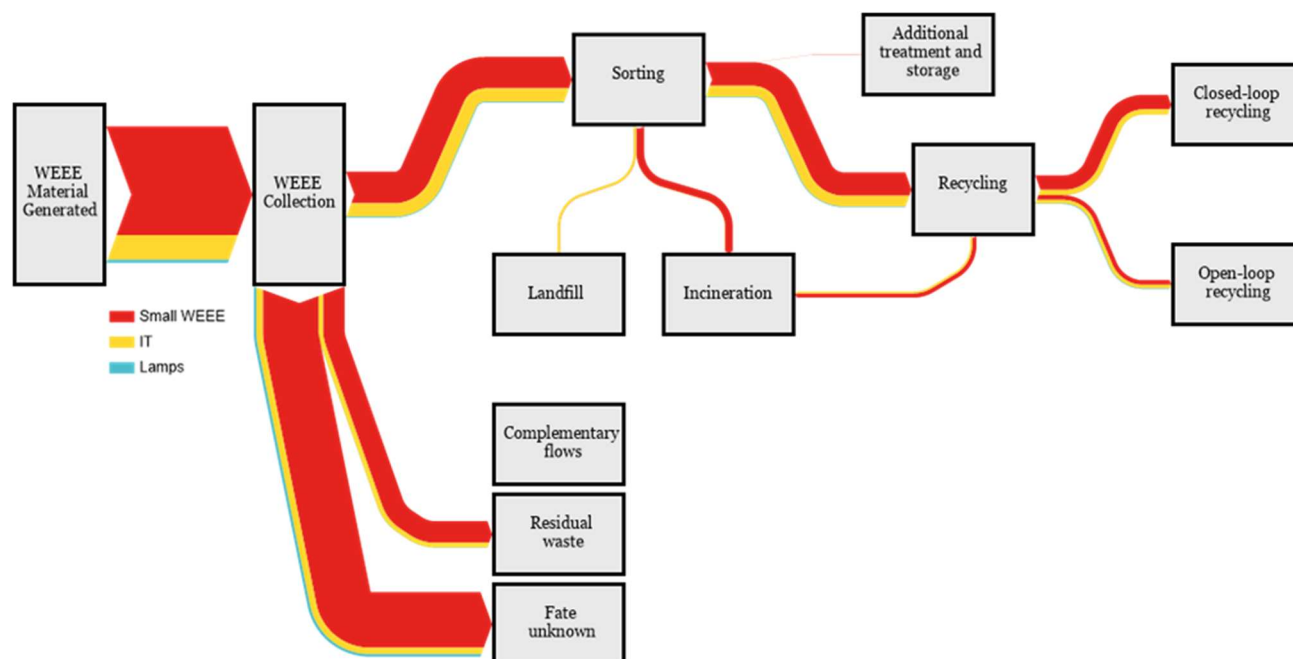 WEEE
Material
Generated
WEEE
Collection
Sorting
Additional
treatment and
storage
Closed-loop
recycling
Recycling
Open-loop
recycling
Landfill
Incineration
Small WEEE
IT
Lamps
Complementary
flows
Residual
waste
Fate
unknown